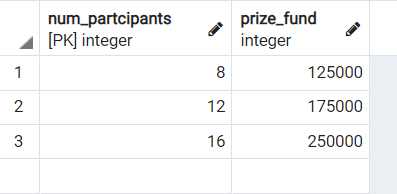 num_partcipants prize_fund
[PK] integer integer
1 8 125000
2 12 175000
3 16 250000